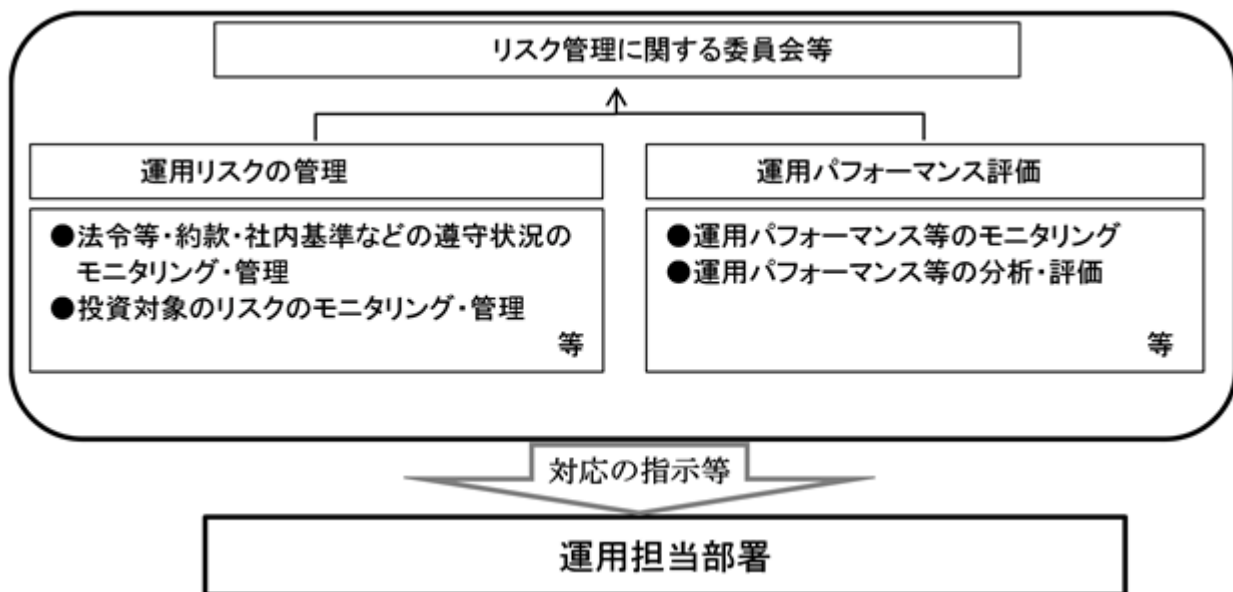 リスク管理に関する委員会等
運用リスクの管理
●法令等・約款・社内基準などの遵守状況の
モニタリング・管理
●投資対象のリスクのモニタリング・管理
等
運用パフォーマンス評価
●運用パフォーマンス等のモニタリング
●運用パフォーマンス等の分析・評価
等
対応の指示等
運用担当部署